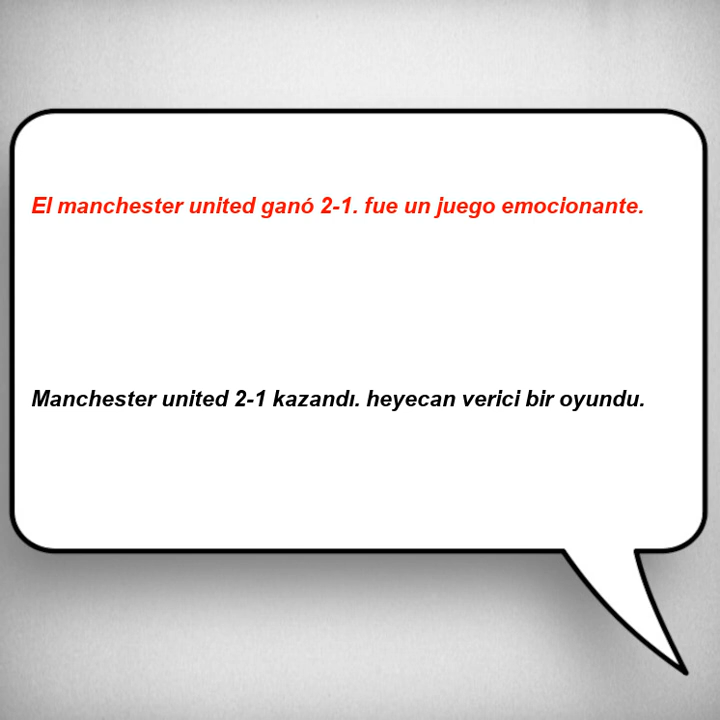 El manchester united ganó 2-1. fue un juego emocionante.
Manchester united 2-1 kazandı. heyecan verici bir oyundu.